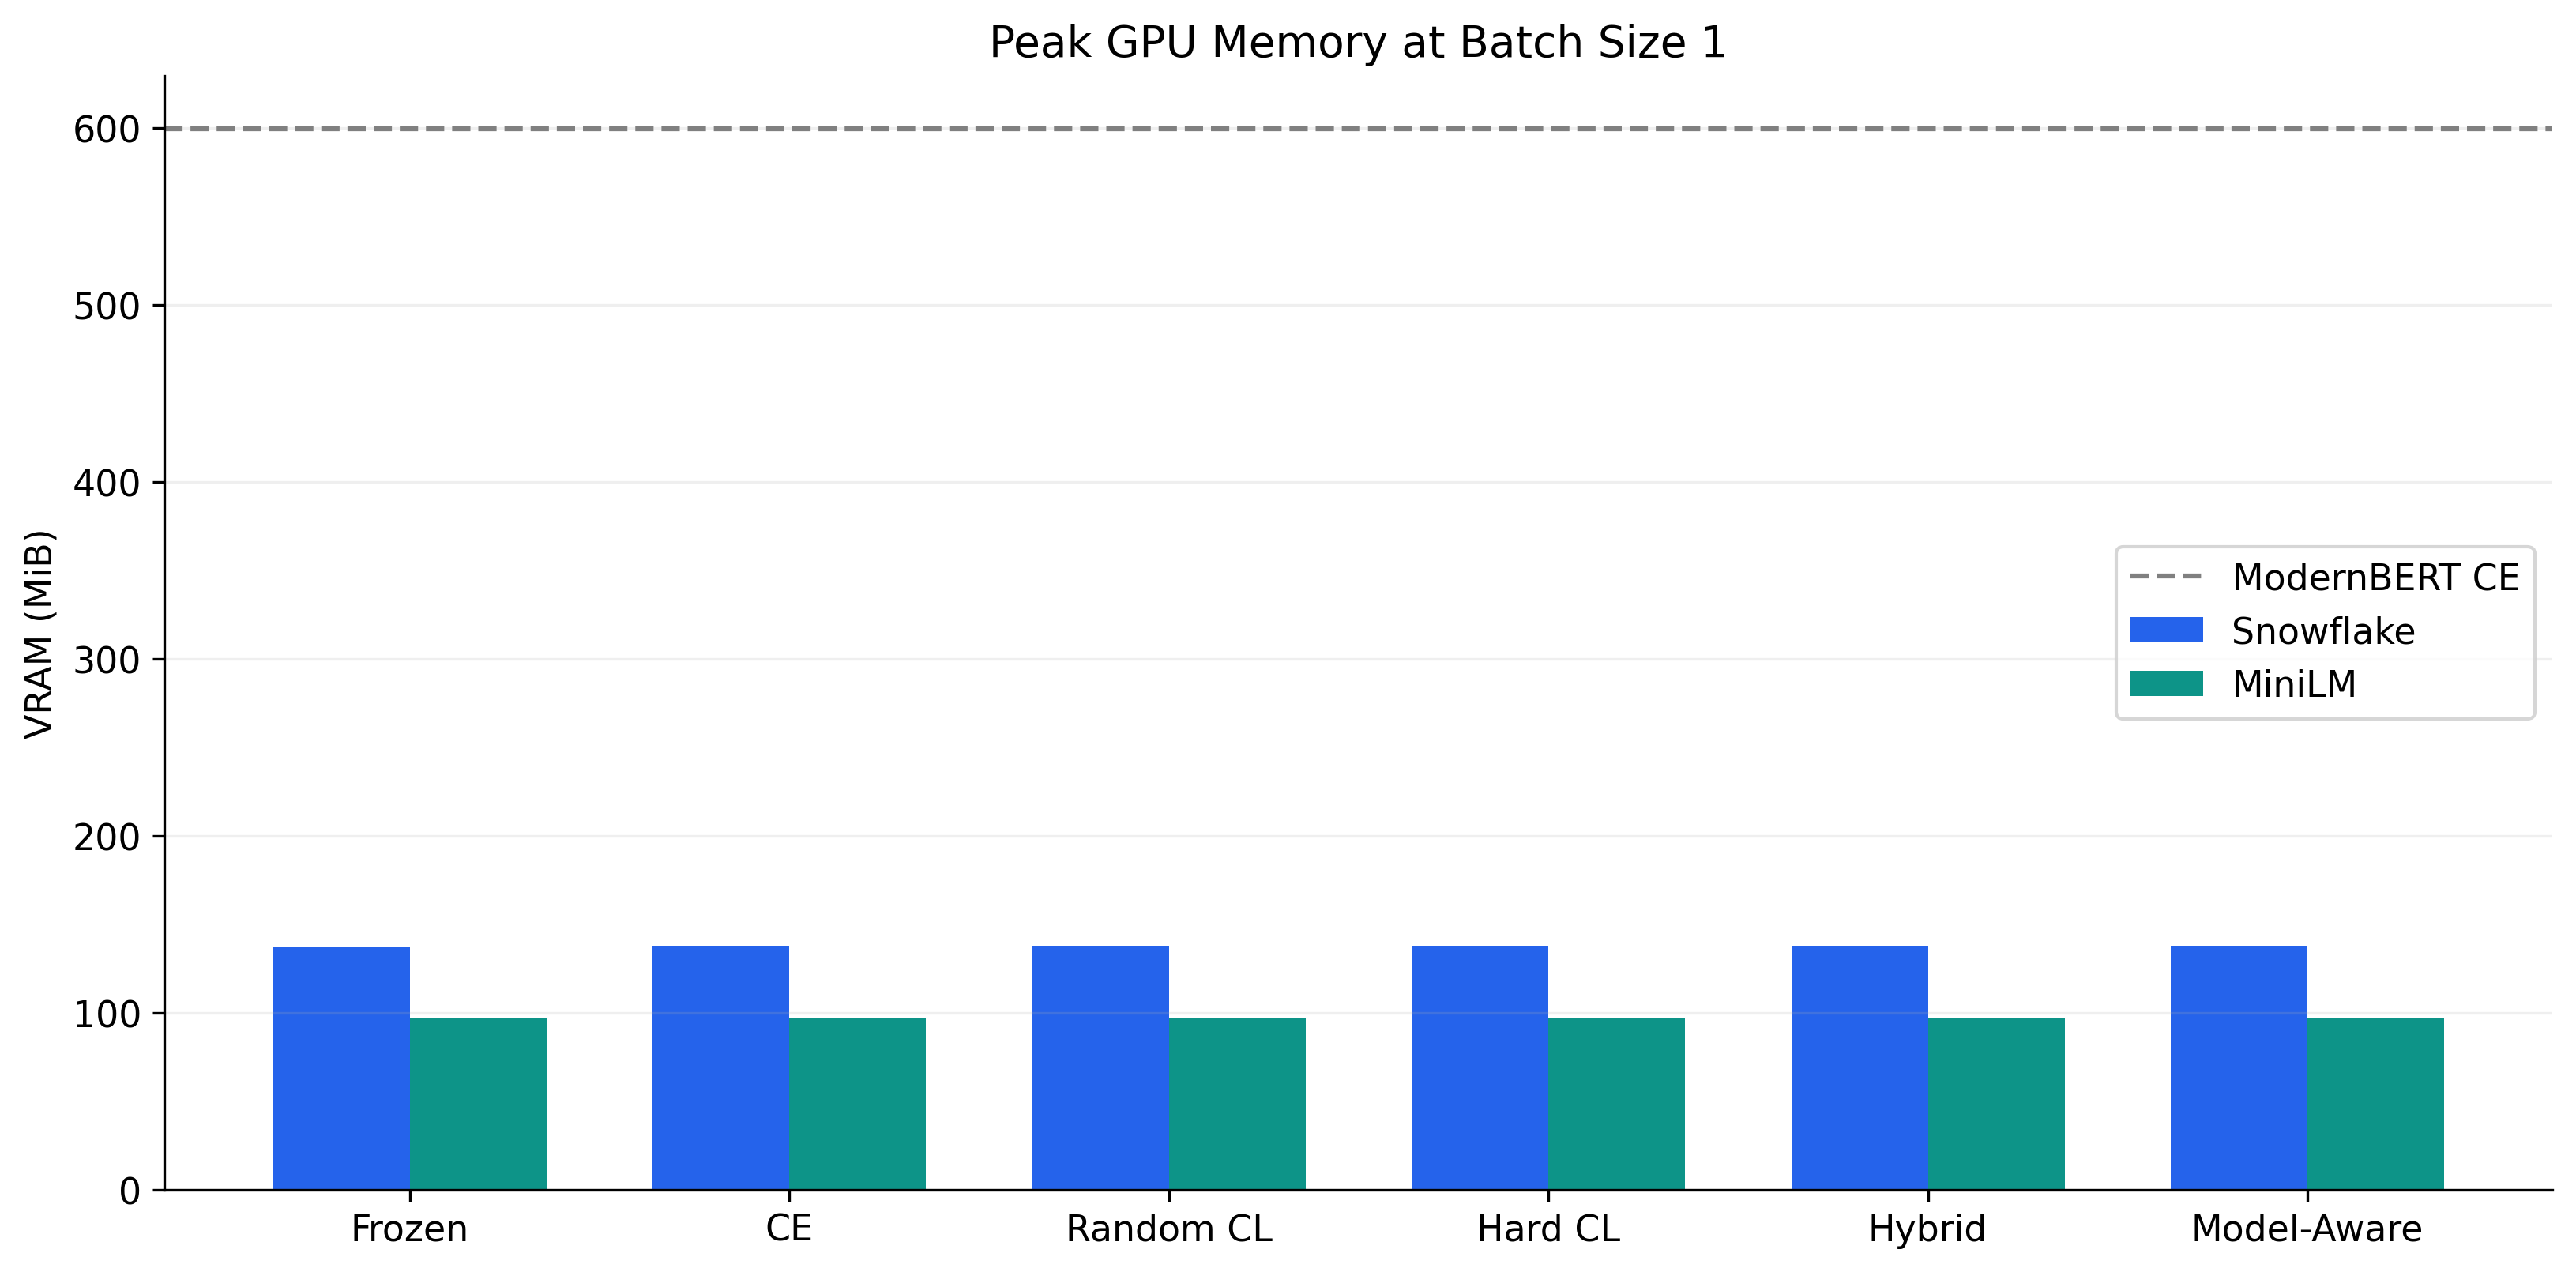 Peak GPU Memory at Batch Size 1
VRAM (MiB)
600
500
400
300
200
100
0
ModernBERT CE
Snowflake
MiniLM
Frozen
CE
Random CL
Hard CL
Hybrid
Model-Aware